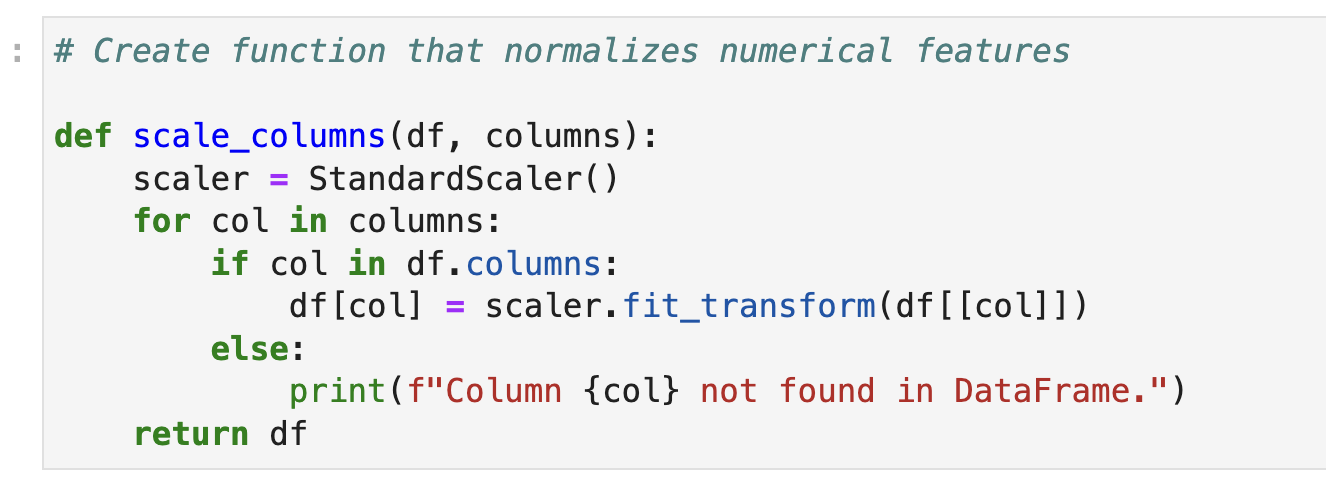 # Create function that normalizes numerical features
:
def scale_columns(df, columns):
    scaler = StandardScaler()
    for col in columns:
        if col in df.columns:
            df[col] = scaler.fit_transform(df[[col]])
        else:
            print(f"Column {col} not found in DataFrame.")
    return df